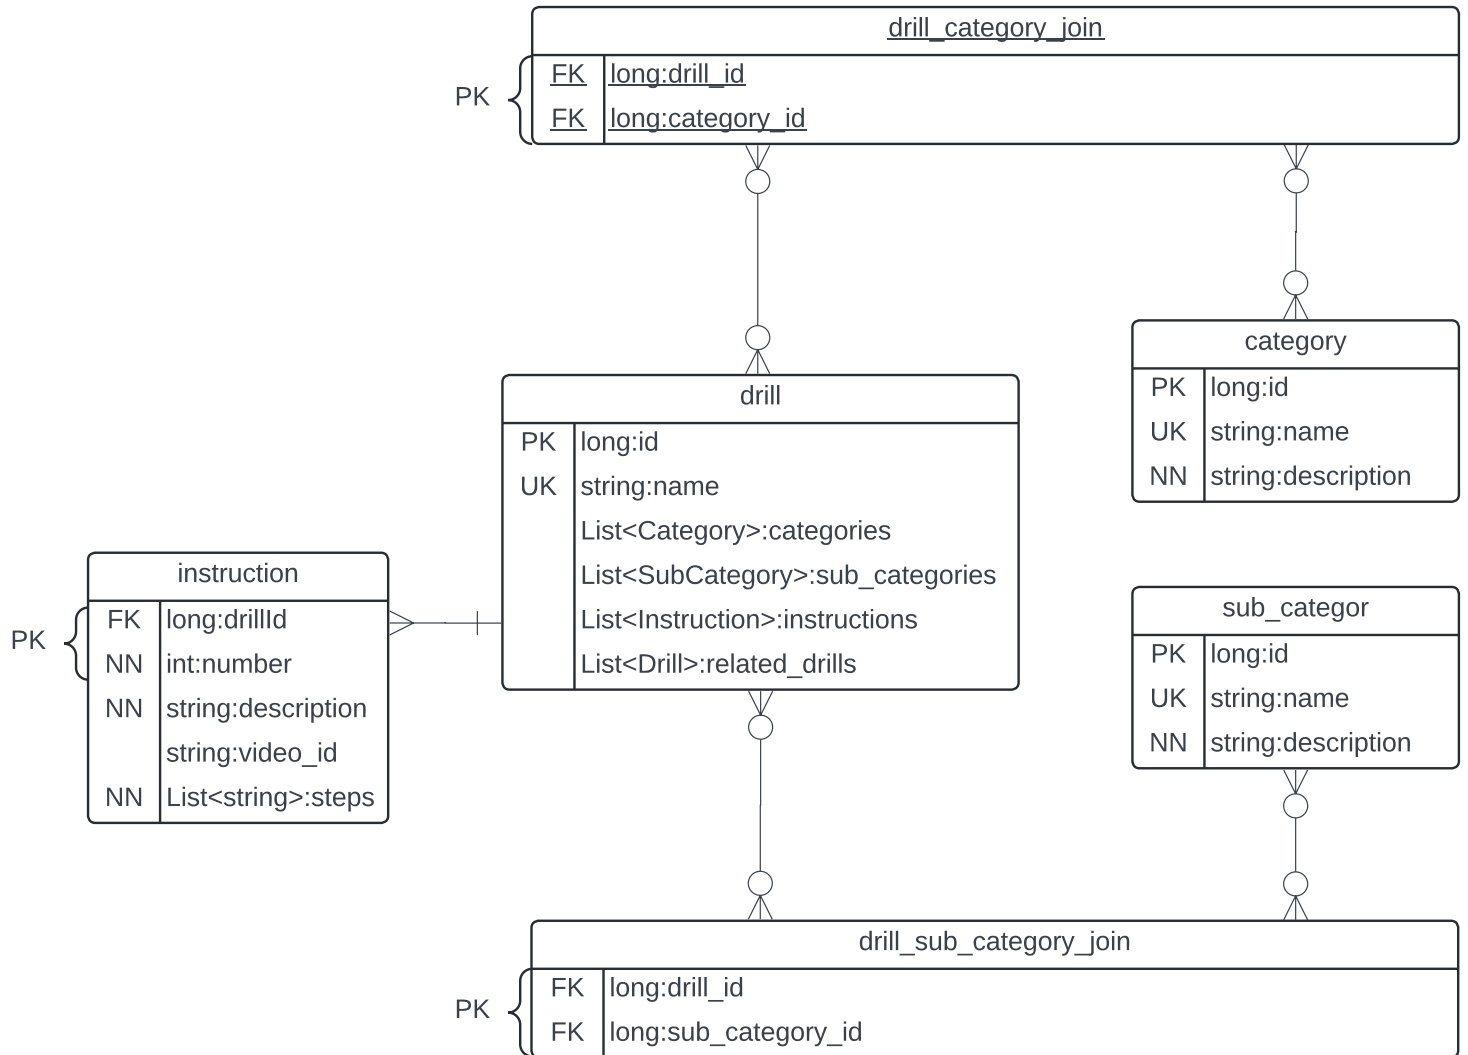 drill_category_join
PK
FK long:drill_id
FK long:category_id
category
PK long:id
UK string:name
NN string:description
drill
PK long:id
UK string:name
List<Category>:categories
List<SubCategory>:sub_categories
List<Instruction>:instructions
List<Drill>:related_drills
instruction
PK
FK long:drillId
NN int:number
NN string:description
string:video_id
NN List<string>:steps
sub_categor
PK long:id
UK string:name
NN string:description
drill_sub_category_join
PK
FK long:drill_id
FK long:sub_category_id